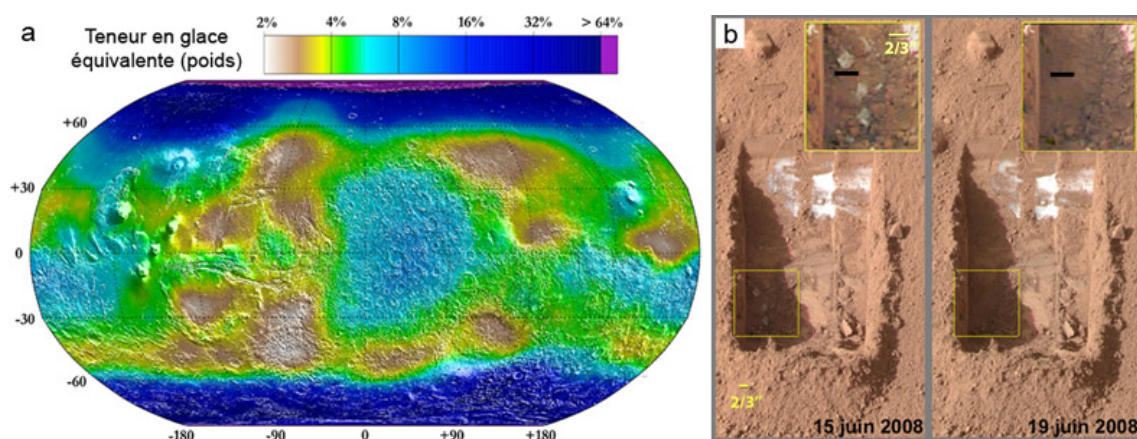 a
Teneur en glace
équivalente (poids)
2% 4% 8% 16% 32% > 64%
+60
+30
0
-30
-60
-180 -90 0 +90 +180
b
2/3"
2/3"
15 juin 2008
19 juin 2008